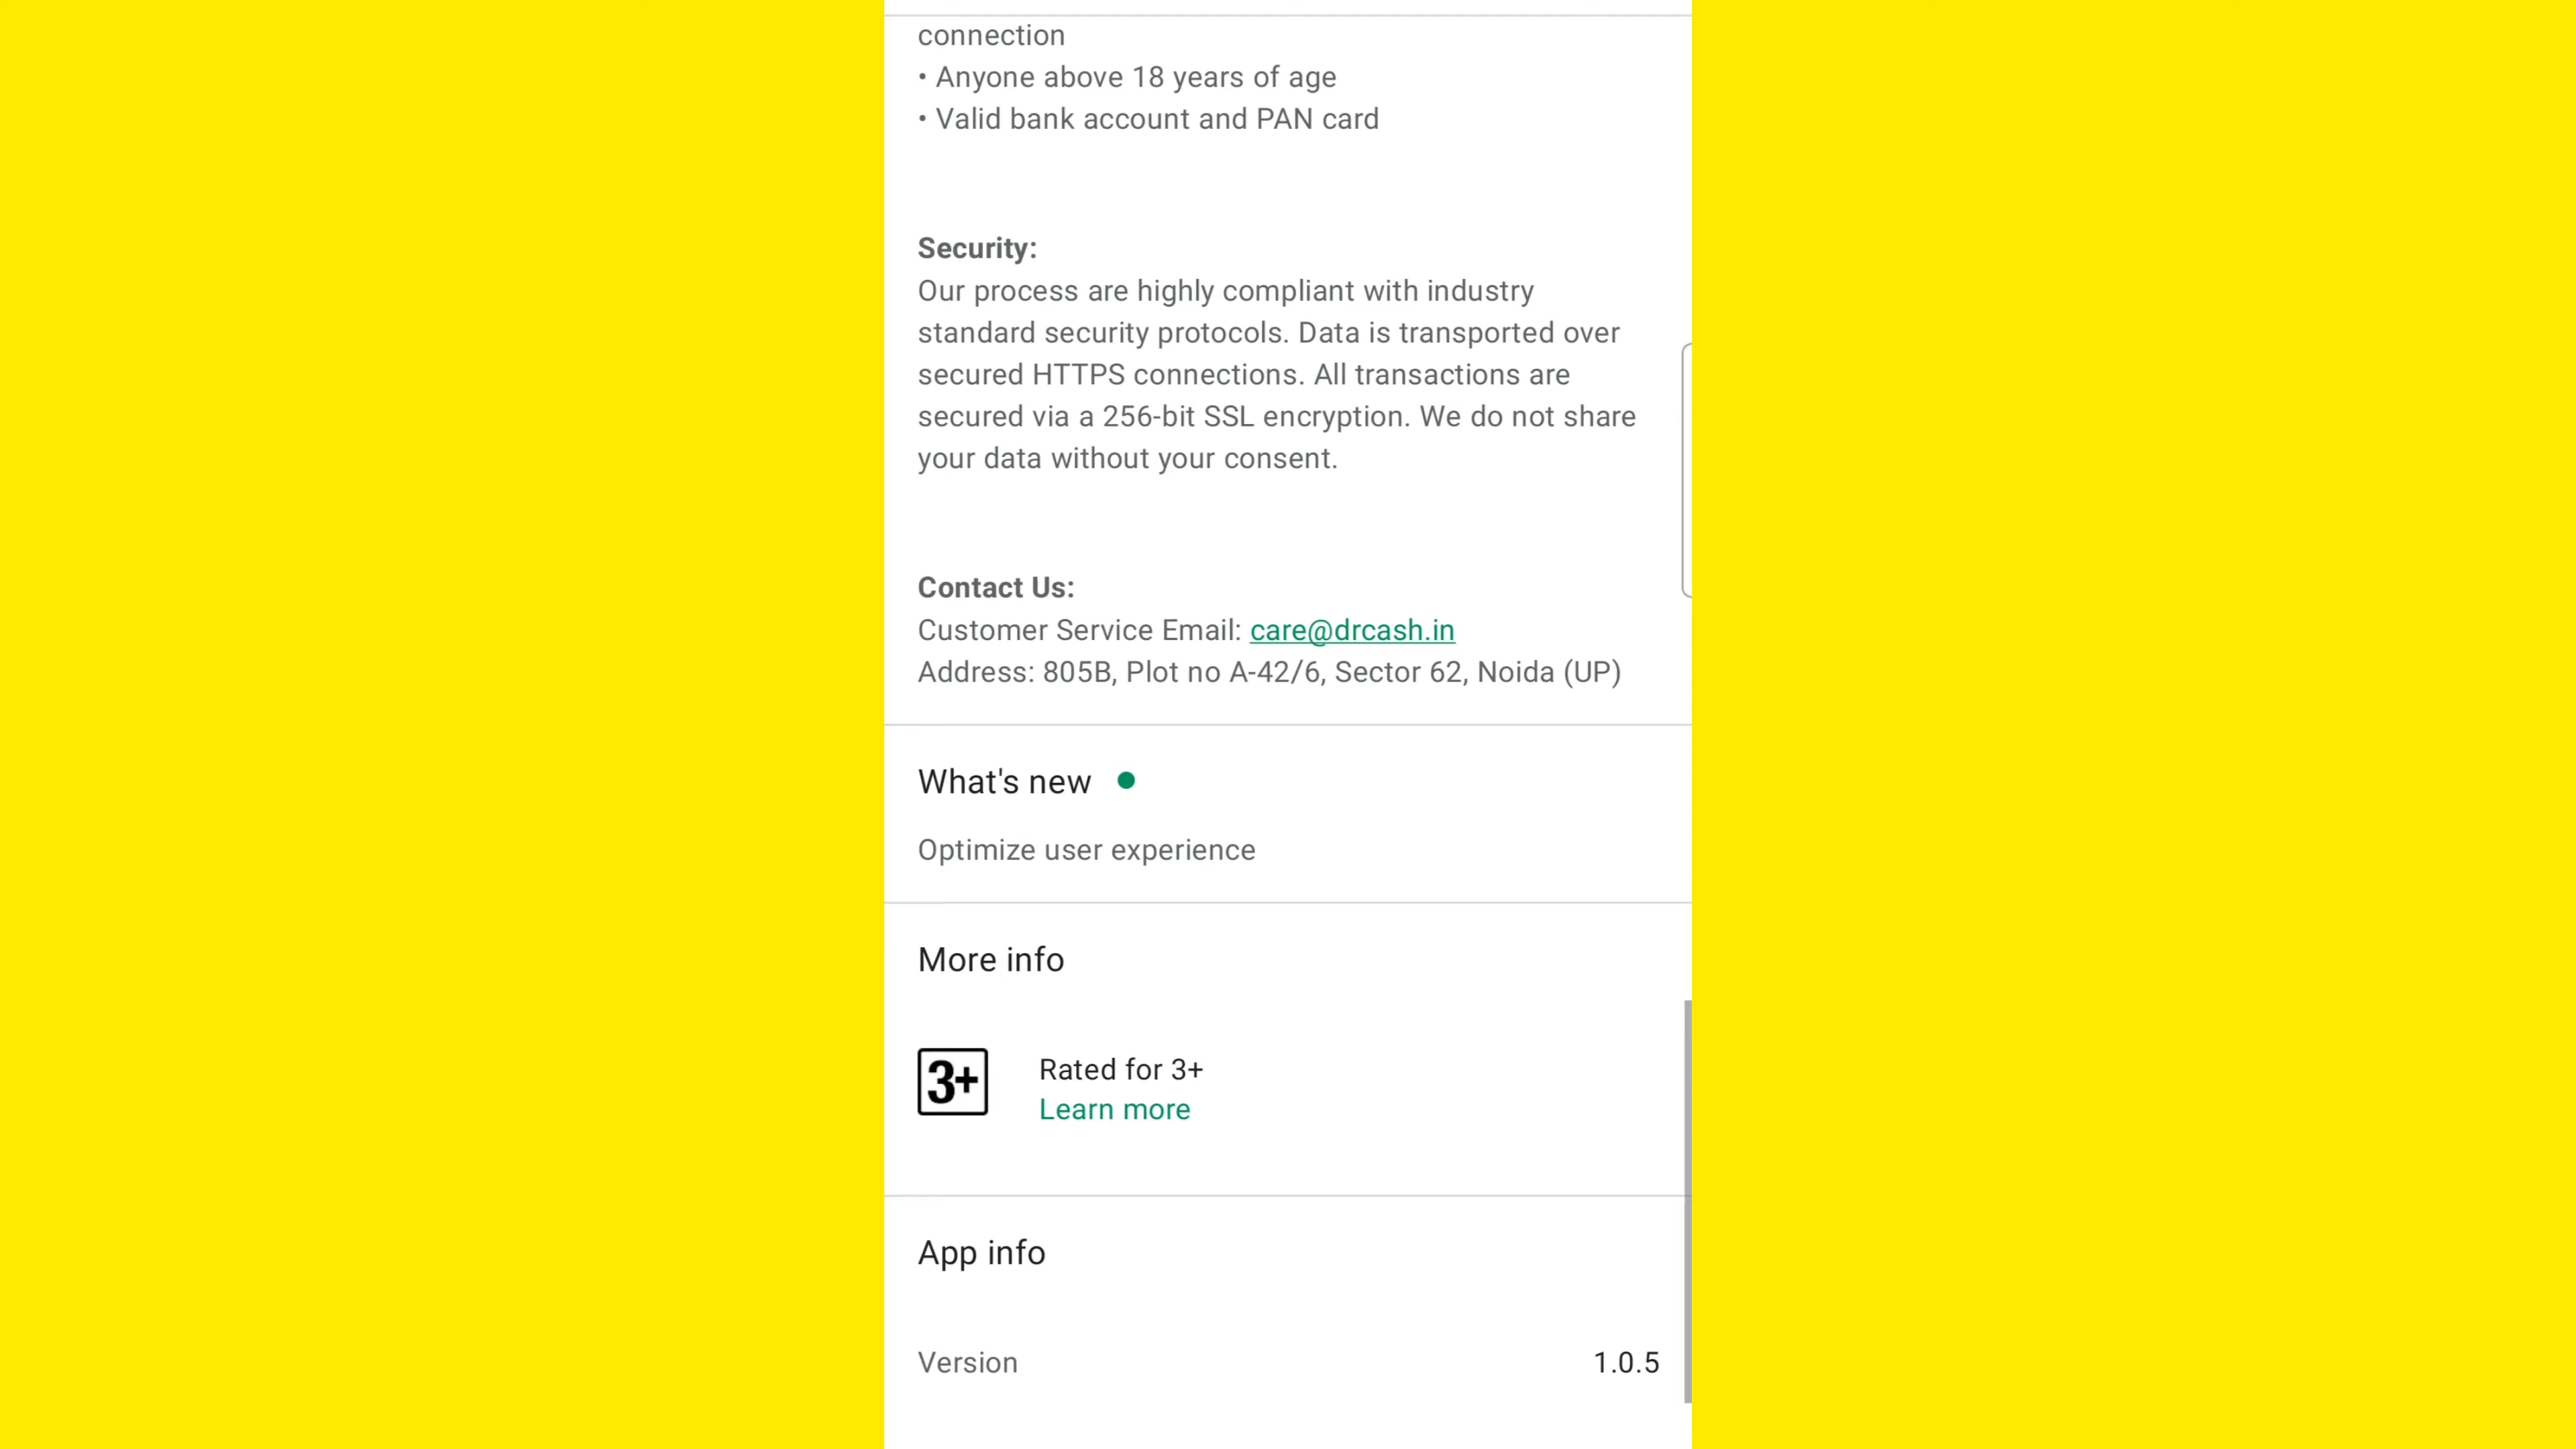 connection
• Anyone above 18 years of age
• Valid bank account and PAN card
Security:
Our process are highly compliant with industry
standard security protocols. Data is transported over
secured HTTPS connections. All transactions are
secured via a 256-bit SSL encryption. We do not share
your data without your consent.
Contact Us:
Customer Service Email: care@drcash.in
Address: 805B, Plot no A-42/6, Sector 62, Noida (UP)
What's new
Optimize user experience
More info
3+ Rated for 3+
Learn more
App info
Version 1.0.5